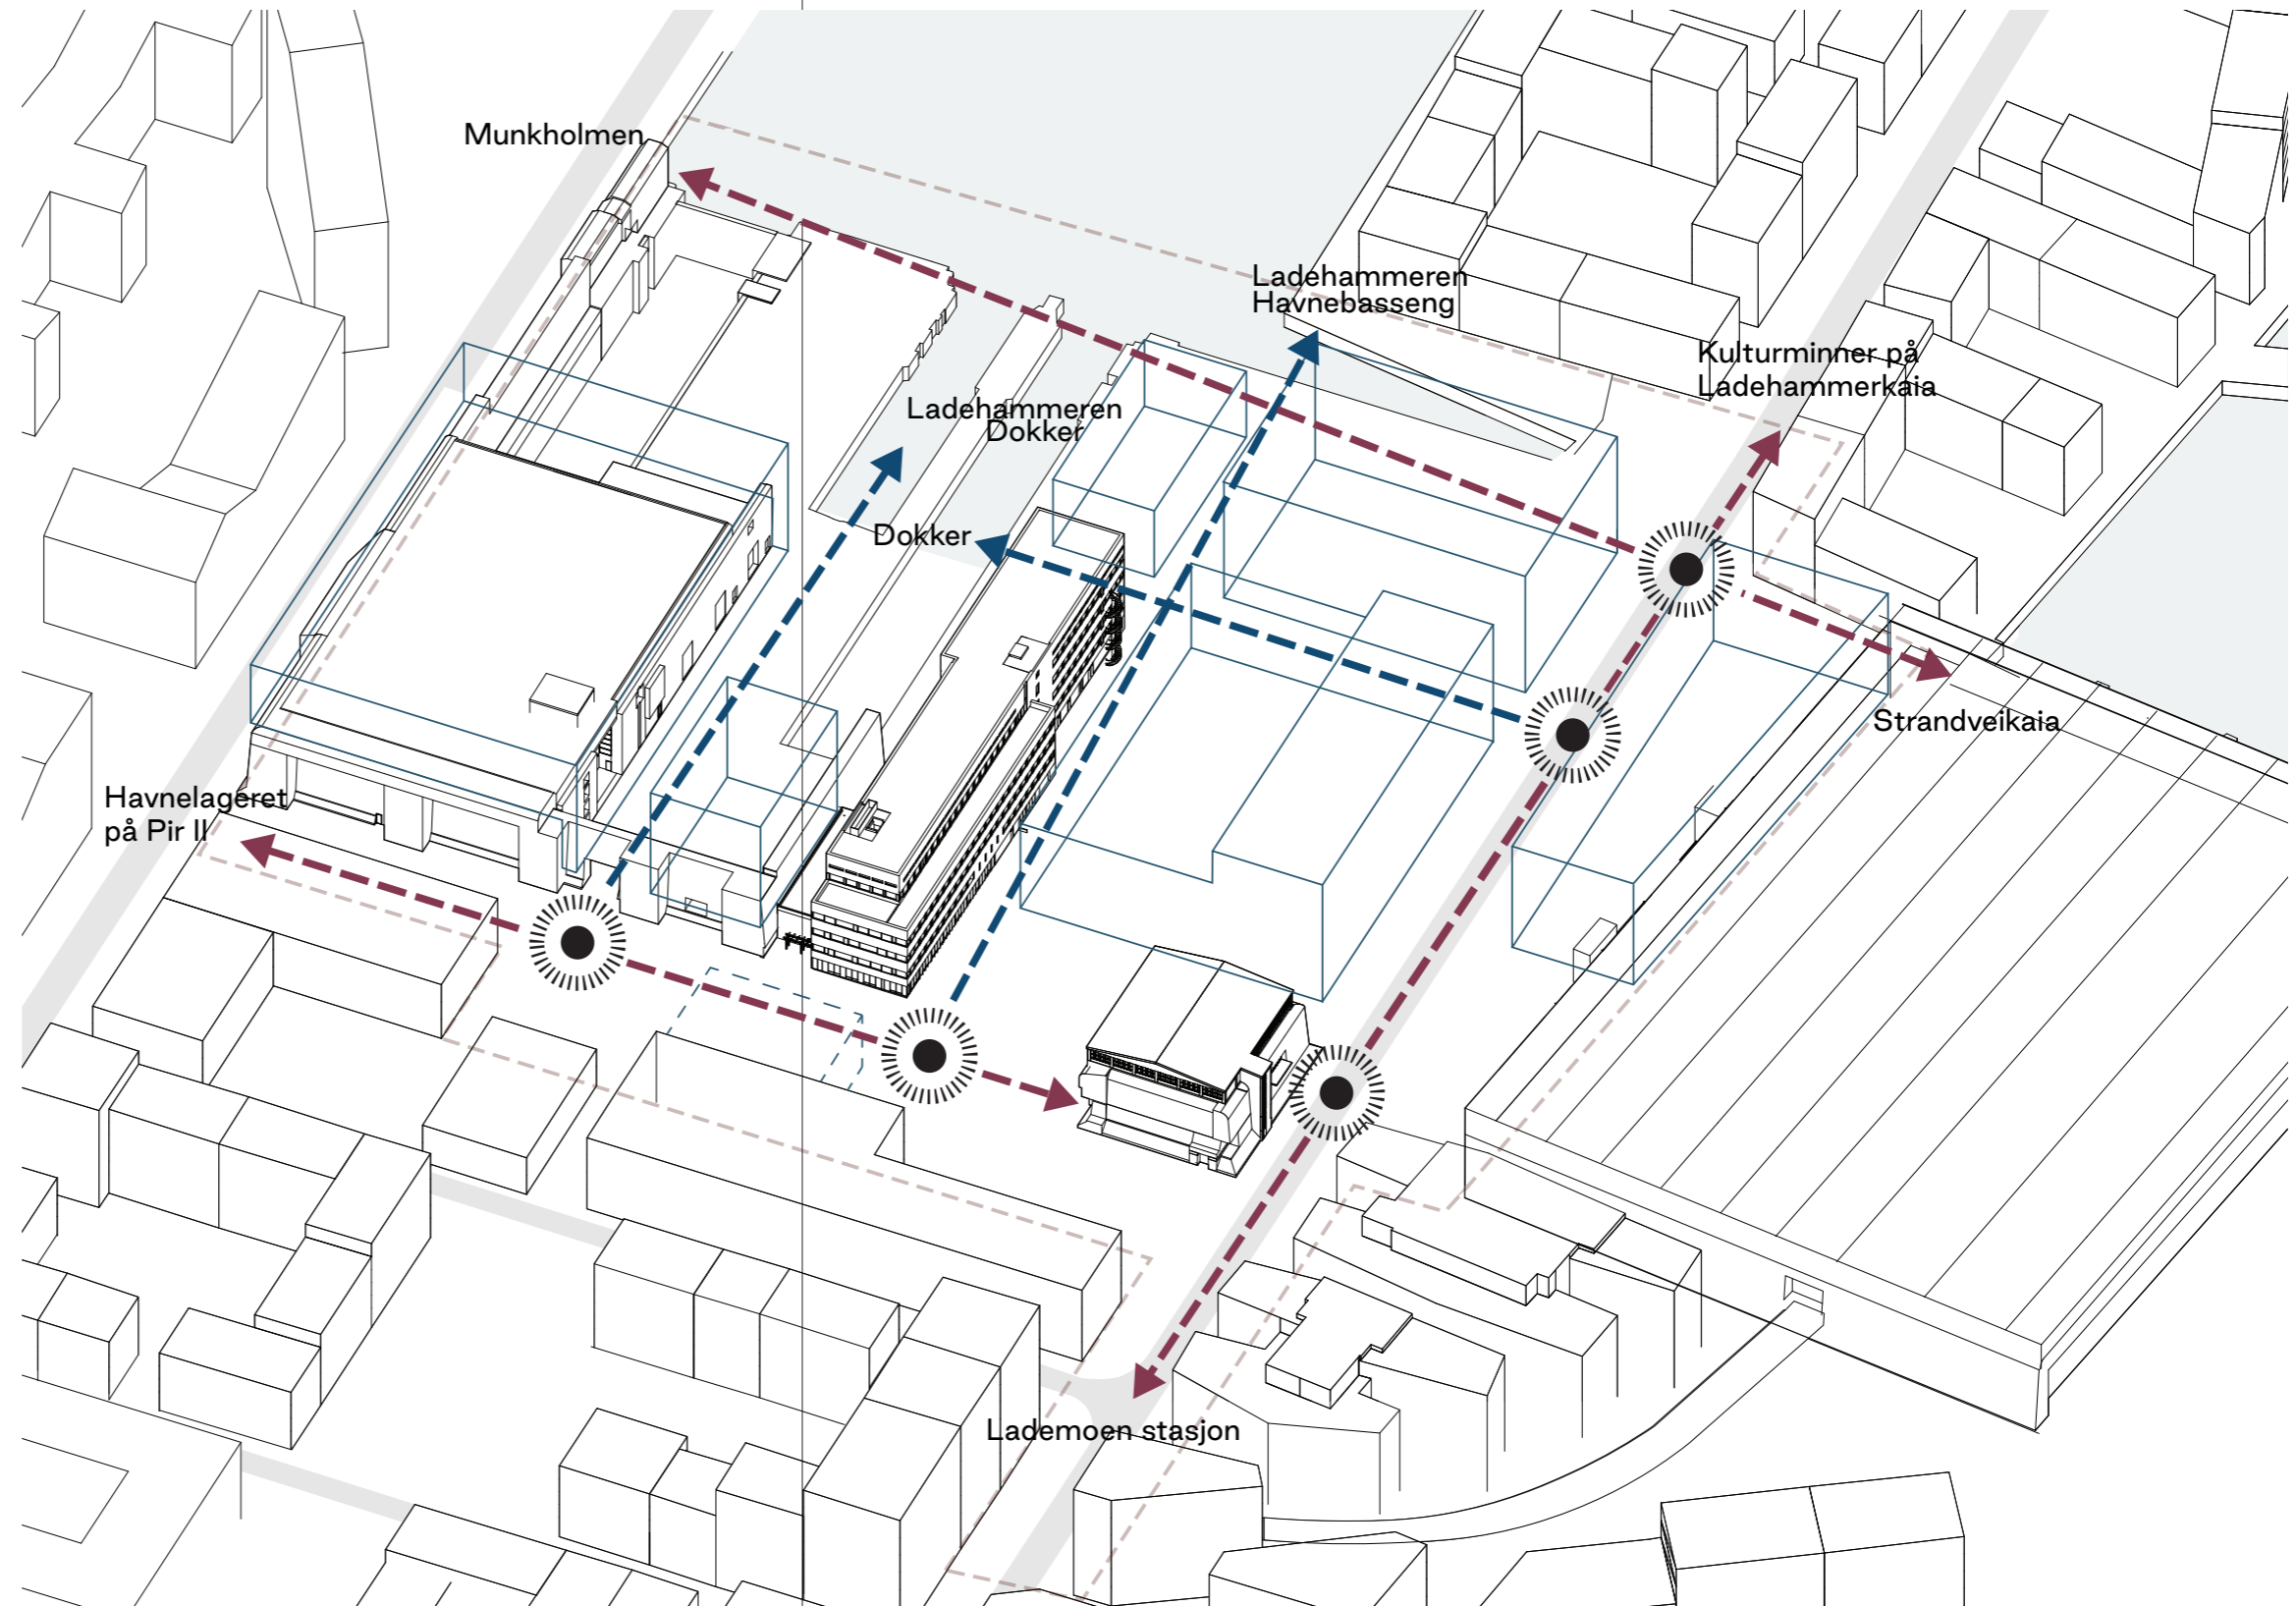 Munkholmen
Ladehammeren
Havnebasseng
Kulturminner på
Ladehammerkaia
Ladehammeren
Dokker
Dokker
Strandveikaia
Havnelageret
på Pir II
Lademoen stasjon